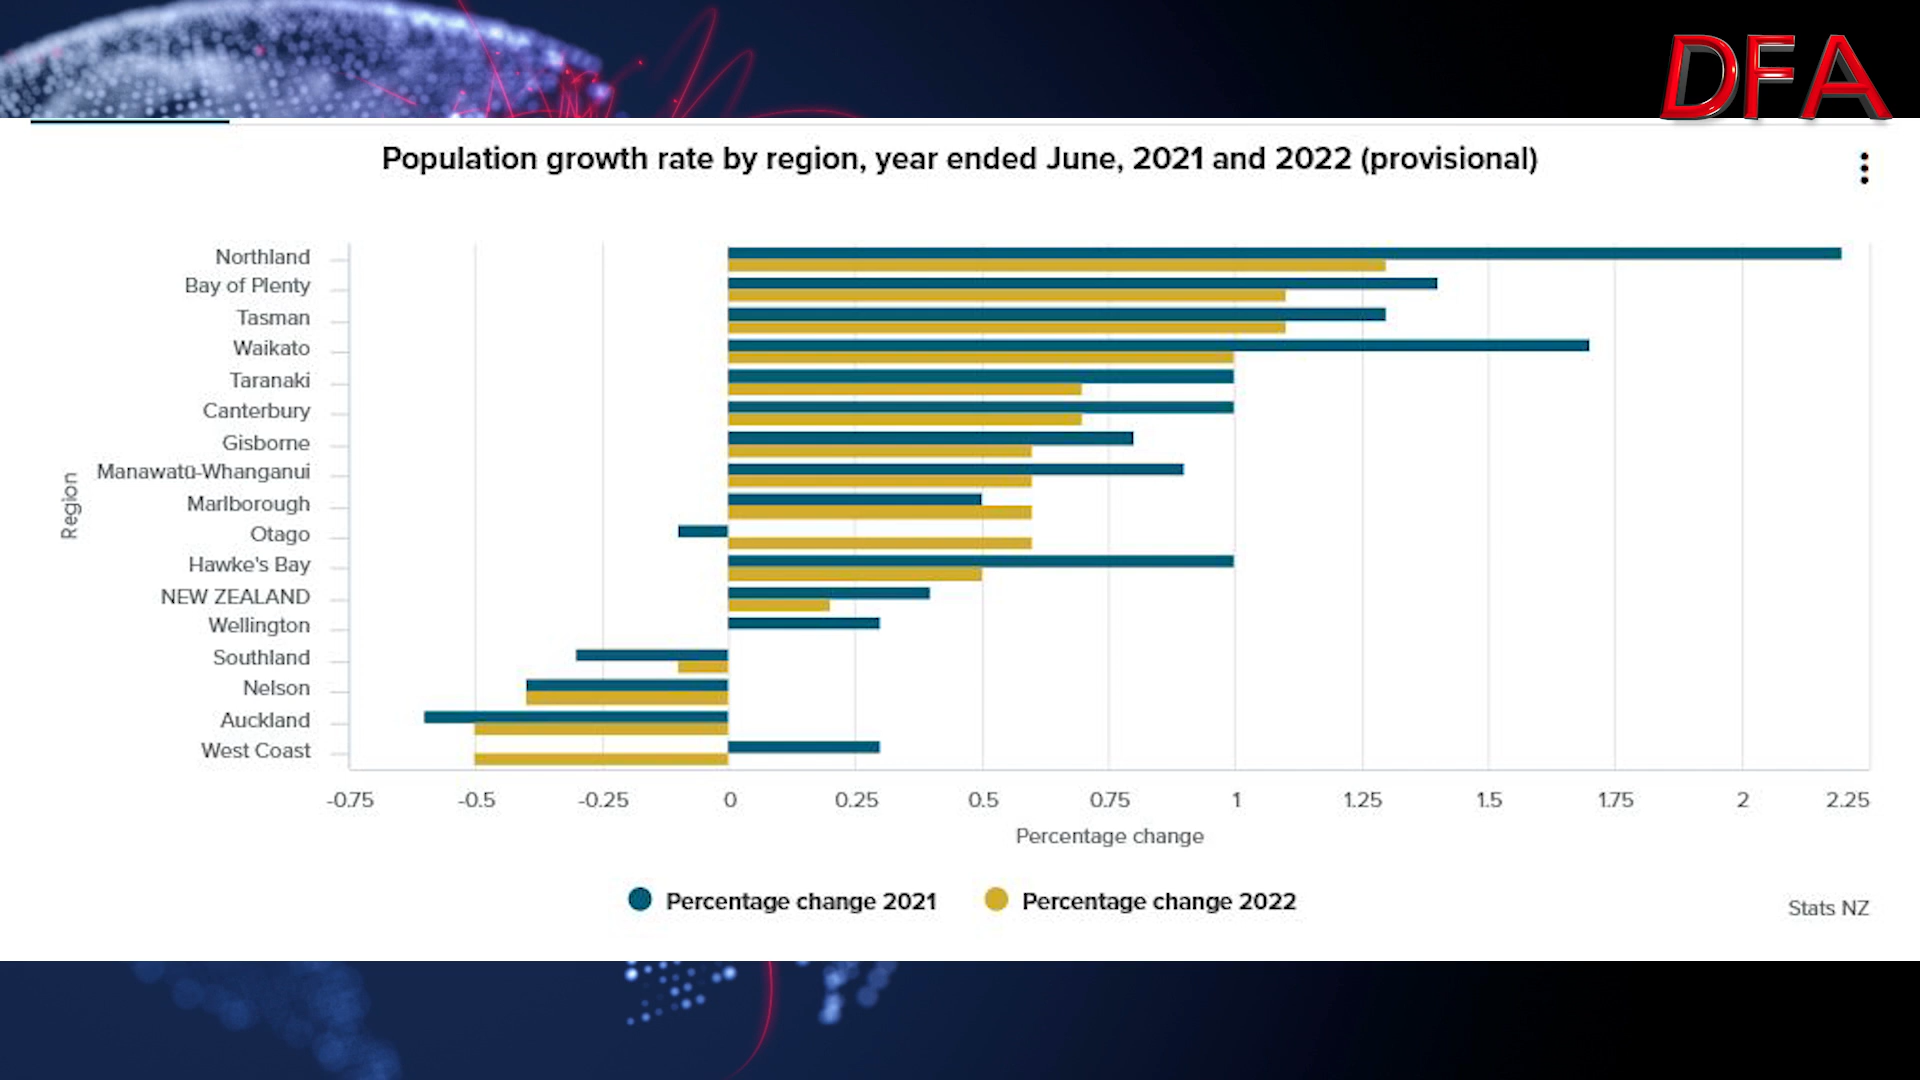 DFA
Population growth rate by region, year ended June, 2021 and 2022 (provisional)
Northland
Bay of Plenty
Tasman
Waikato
Taranaki
Canterbury
Gisborne
Manawatū-Whanganui
Marlborough
Otago
Hawke's Bay
NEW ZEALAND
Wellington
Southland
Nelson
Auckland
West Coast
Region
-0.75 -0.5 -0.25 0 0.25 0.5 0.75 1 1.25 1.5 1.75 2 2.25
Percentage change
Percentage change 2021 Percentage change 2022
Stats NZ